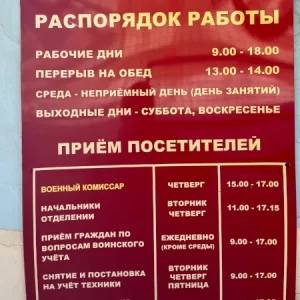 РАСПОРЯДОК РАБОТЫ
РАБОЧИЕ ДНИ 9.00 - 18.00
ПЕРЕРЫВ НА ОБЕД 13.00 - 14.00
СРЕДА - НЕПРИЁМНЫЙ ДЕНЬ (ДЕНЬ ЗАНЯТИЙ)
ВЫХОДНЫЕ ДНИ - СУББОТА, ВОСКРЕСЕНЬЕ
ПРИЁМ ПОСЕТИТЕЛЕЙ
ВОЕННЫЙ КОМИССАР ЧЕТВЕРГ 15.00 - 17.00
НАЧАЛЬНИКИ ОТДЕЛЕНИЙ ВТОРНИК ЧЕТВЕРГ 11.00 - 17.15
ПРИЁМ ГРАЖДАН ПО ВОПРОСАМ ВОИНСКОГО УЧЁТА ЕЖЕДНЕВНО (КРОМЕ СРЕДЫ) 9.00 - 17.00
СНЯТИЕ И ПОСТАНОВКА НА УЧЁТ ТЕХНИКИ ВТОРНИК ЧЕТВЕРГ ПЯТНИЦА 9.00 - 17.00